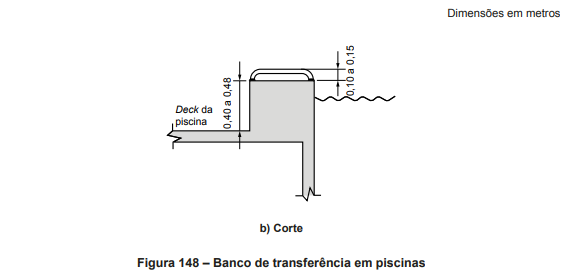 Dimensões em metros
0,10 a 0,15
0,40 a 0,48
Deck da
piscina
b) Corte
Figura 148 – Banco de transferência em piscinas